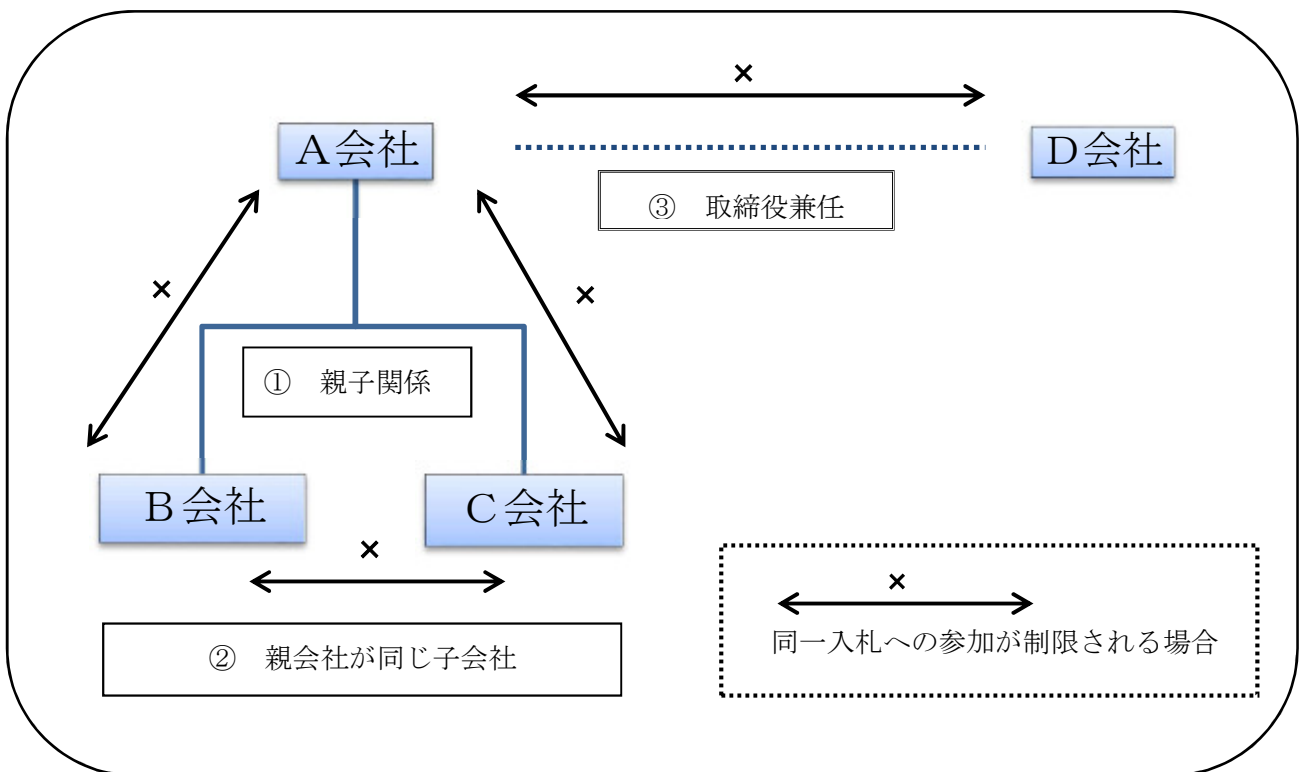 ×
A会社
D会社
③ 取締役兼任
×
×
① 親子関係
B会社
C会社
×
② 親会社が同じ子会社
×
同一入札への参加が制限される場合